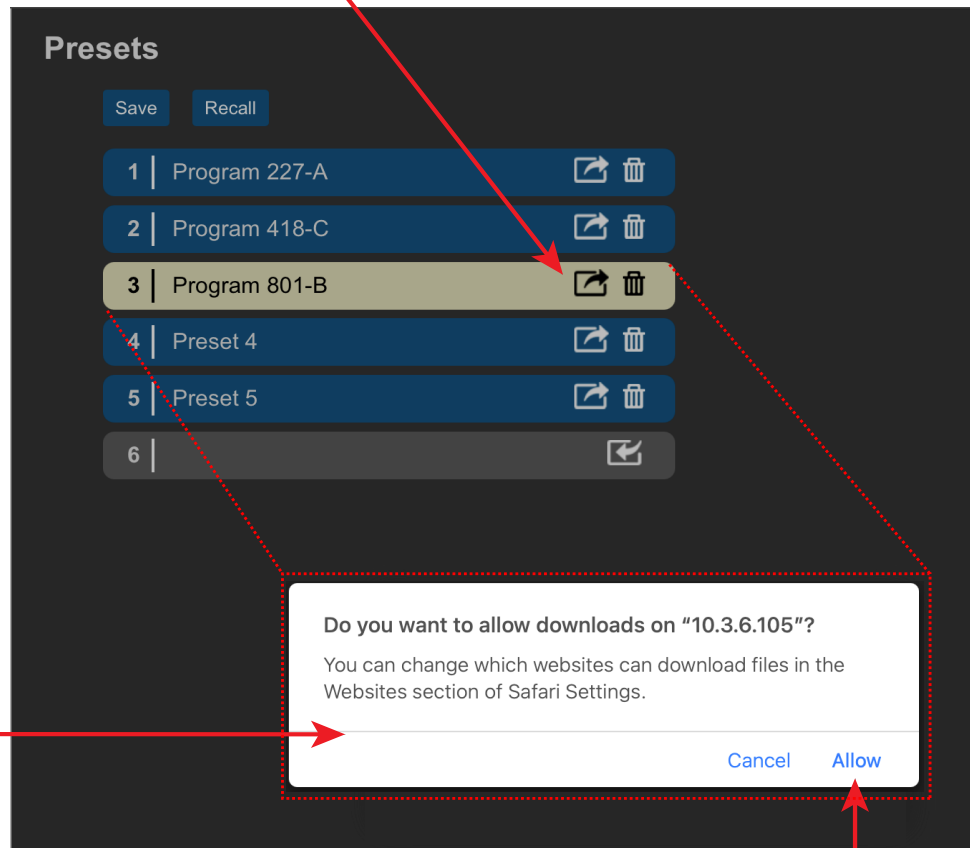 Presets
Save Recall
1 Program 227-A
2 Program 418-C
3 Program 801-B
4 Preset 4
5 Preset 5
6
Do you want to allow downloads on “10.3.6.105”?
You can change which websites can download files in the
Websites section of Safari Settings.
Cancel Allow